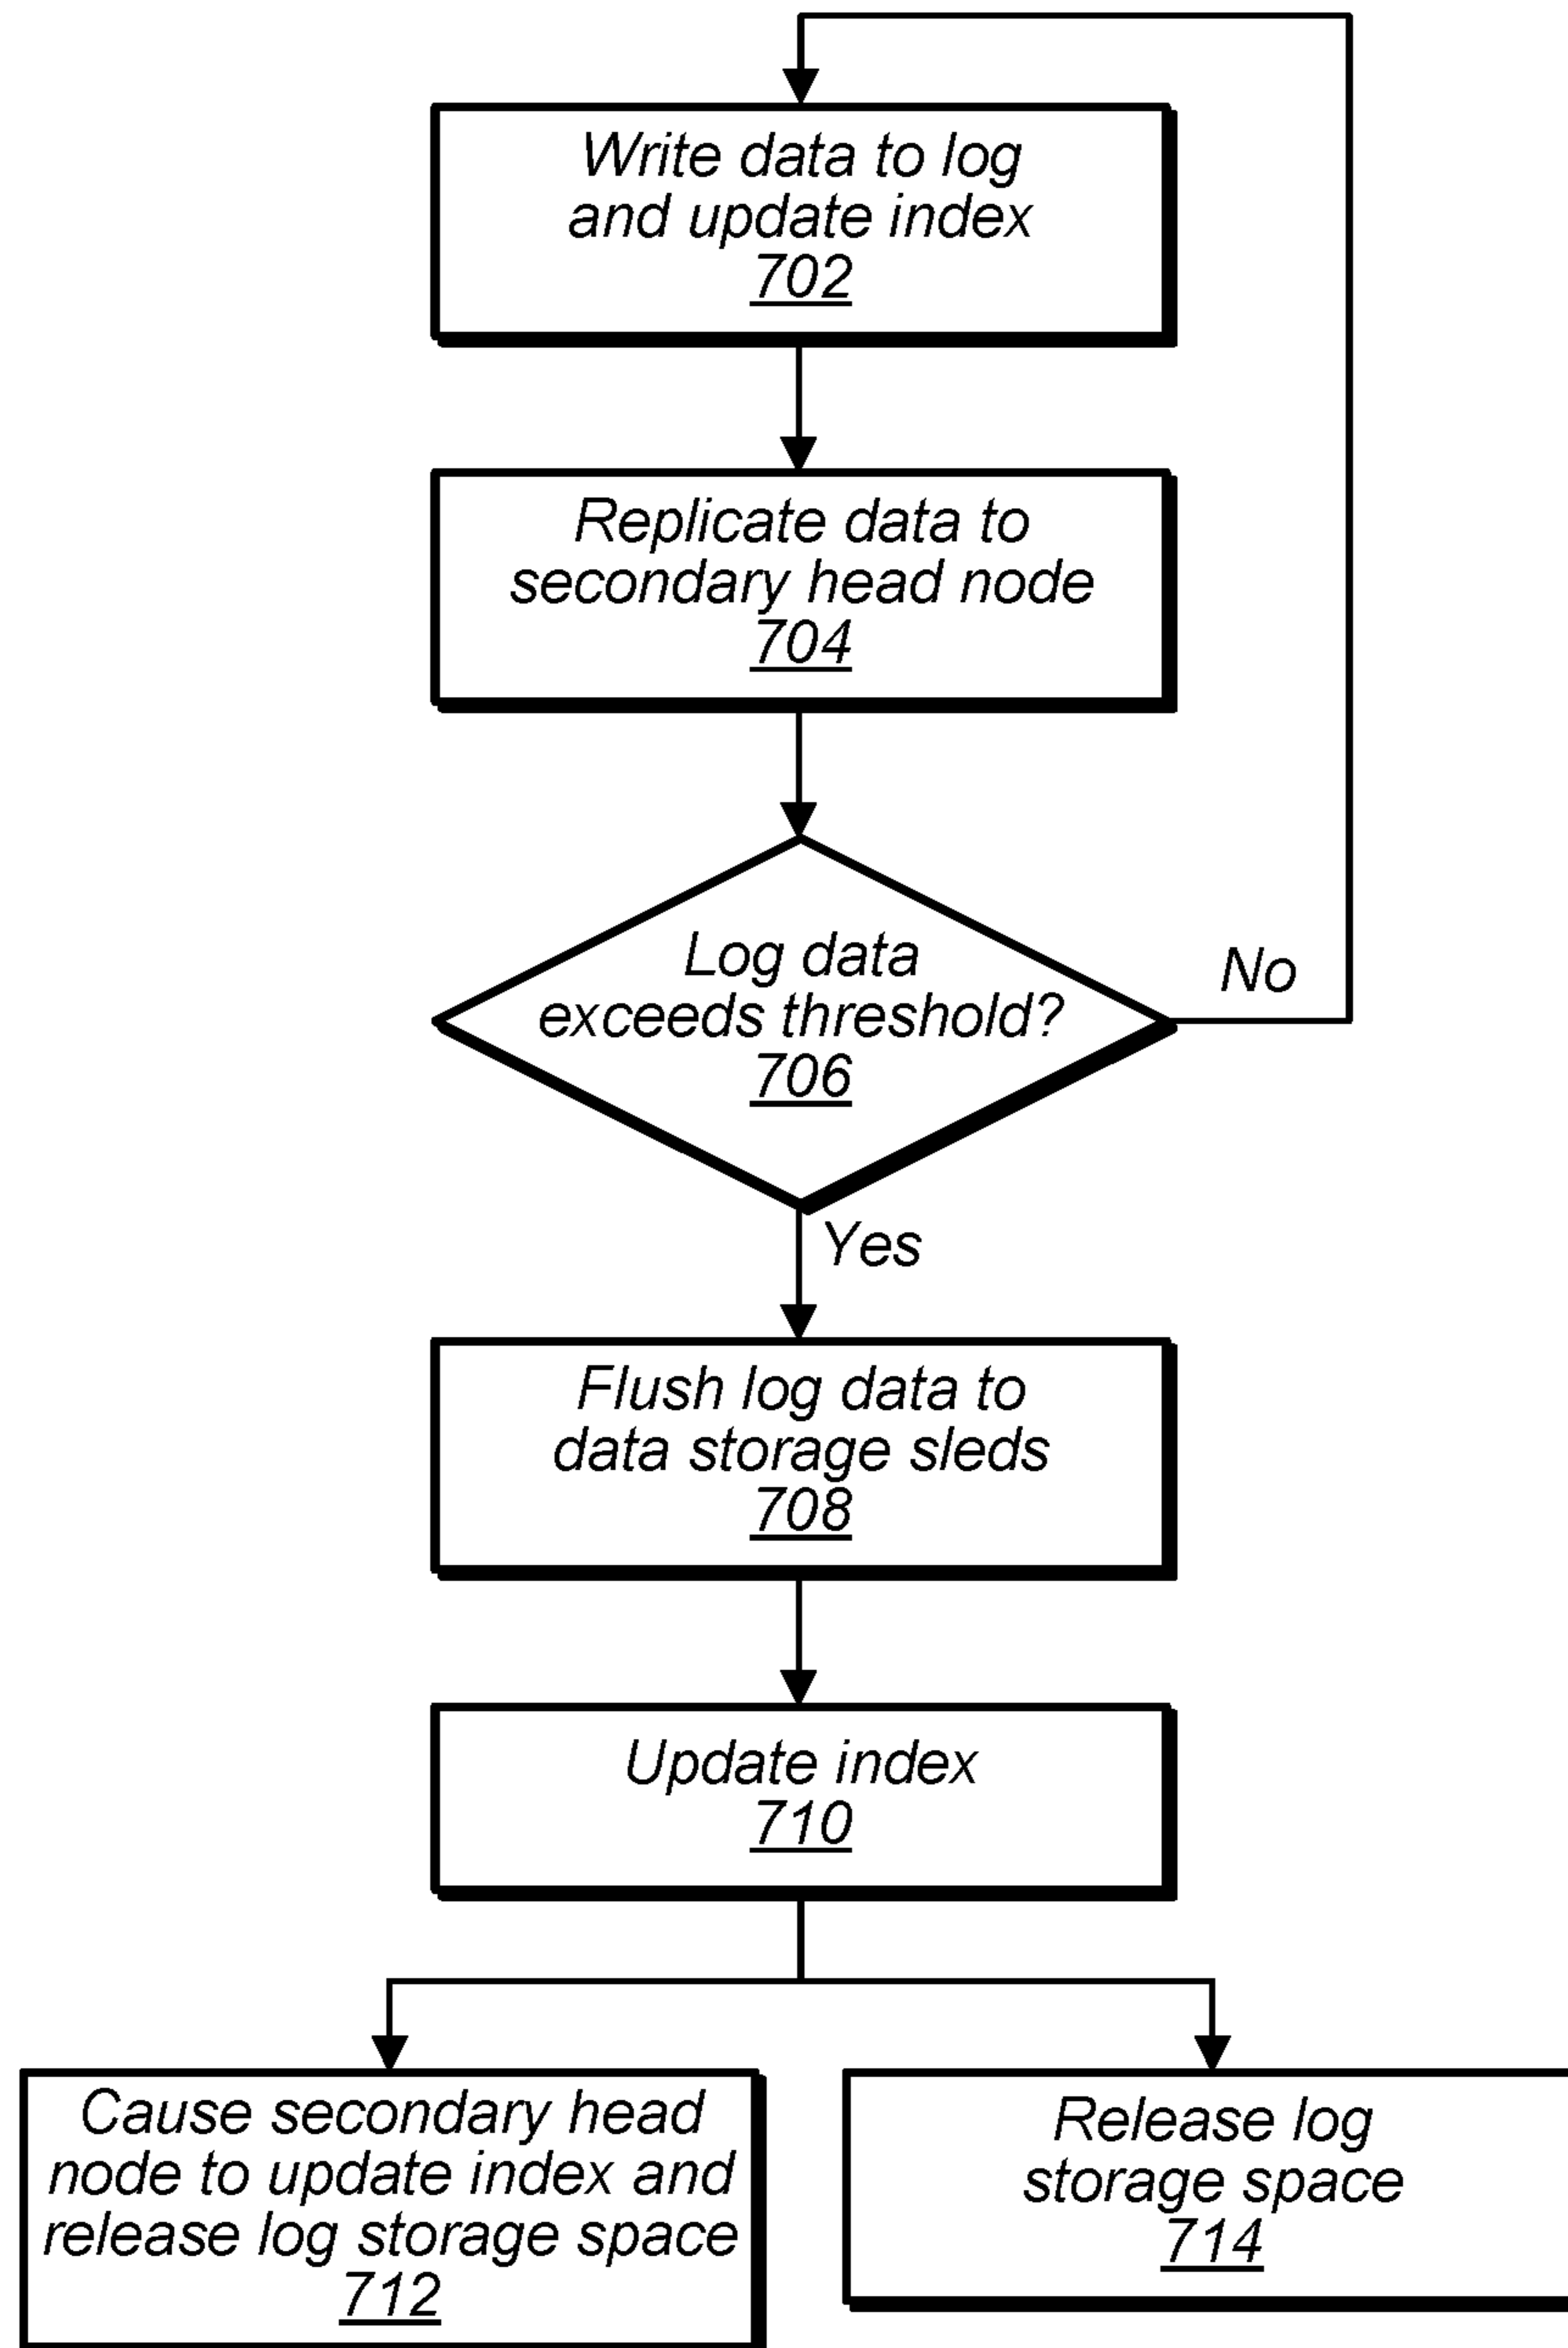 Write data to log
and update index
702
Replicate data to
secondary head node
704
Log data
exceeds threshold?
706
No
Yes
Flush log data to
data storage sleds
708
Update index
710
Cause secondary head
node to update index and
release log storage space
712
Release log
storage space
714